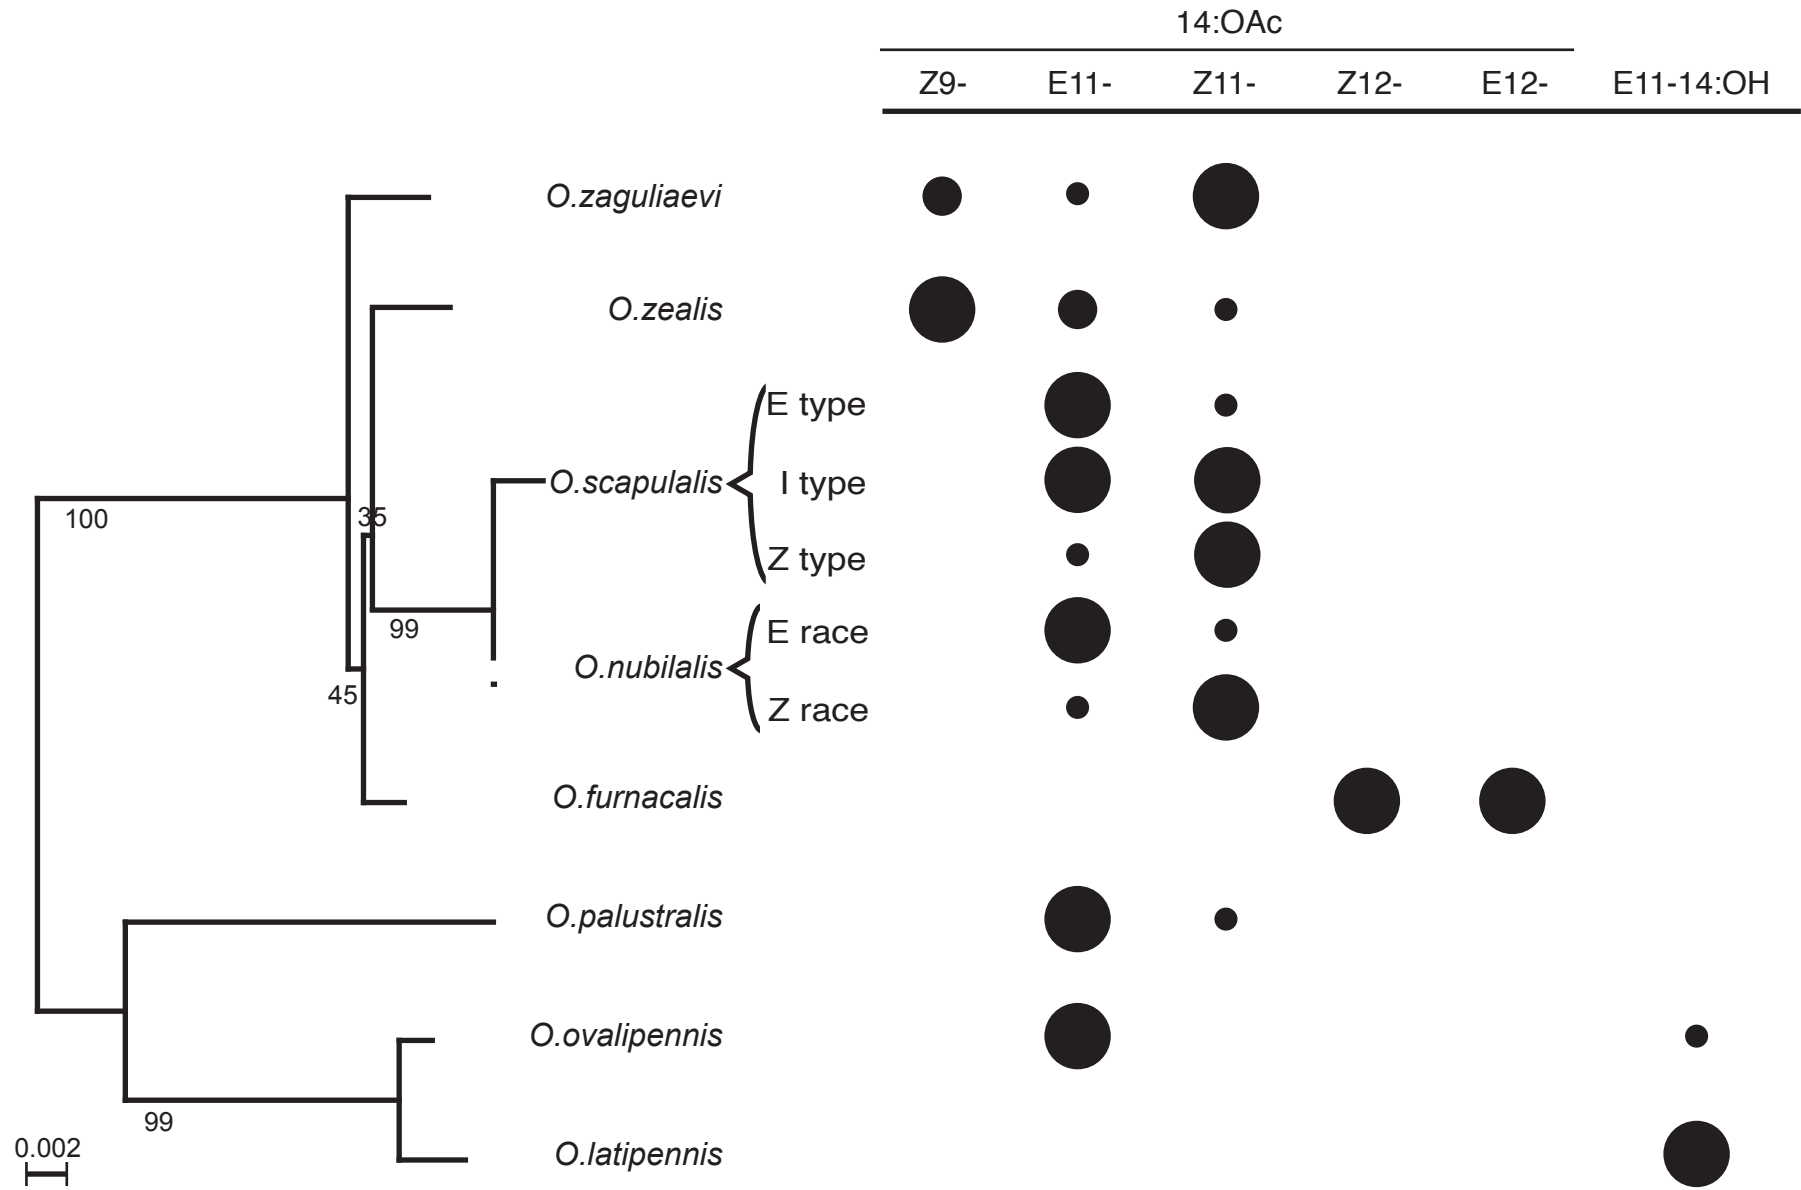 14:OAc
Z9- E11- Z11- Z12- E12- E11-14:OH
O.zaguliaevi
O.zealis
E type
O.scapulalis I type
100
35
Z type
99
E race
O.nubilalis
45
Z race
O.furnacalis
O.palustralis
O.ovalipennis
99
0.002
O.latipennis